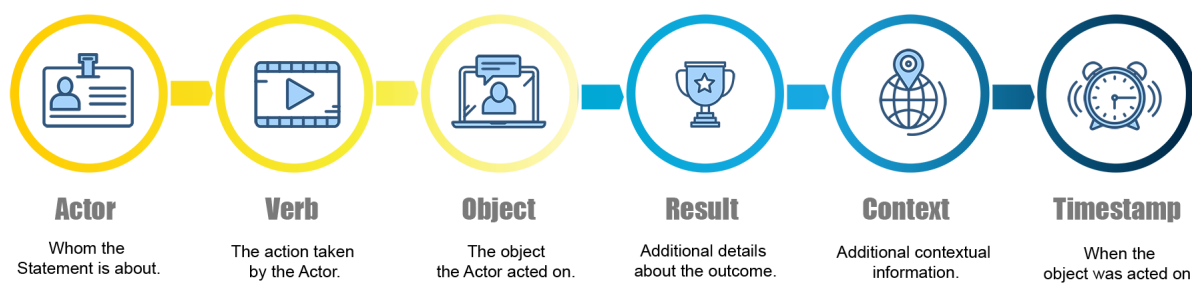 Actor
Whom the
Statement is about.
Verb
The action taken
by the Actor.
Object
The object
the Actor acted on.
Result
Additional details
about the outcome.
Context
Additional contextual
information.
Timestamp
When the
object was acted on